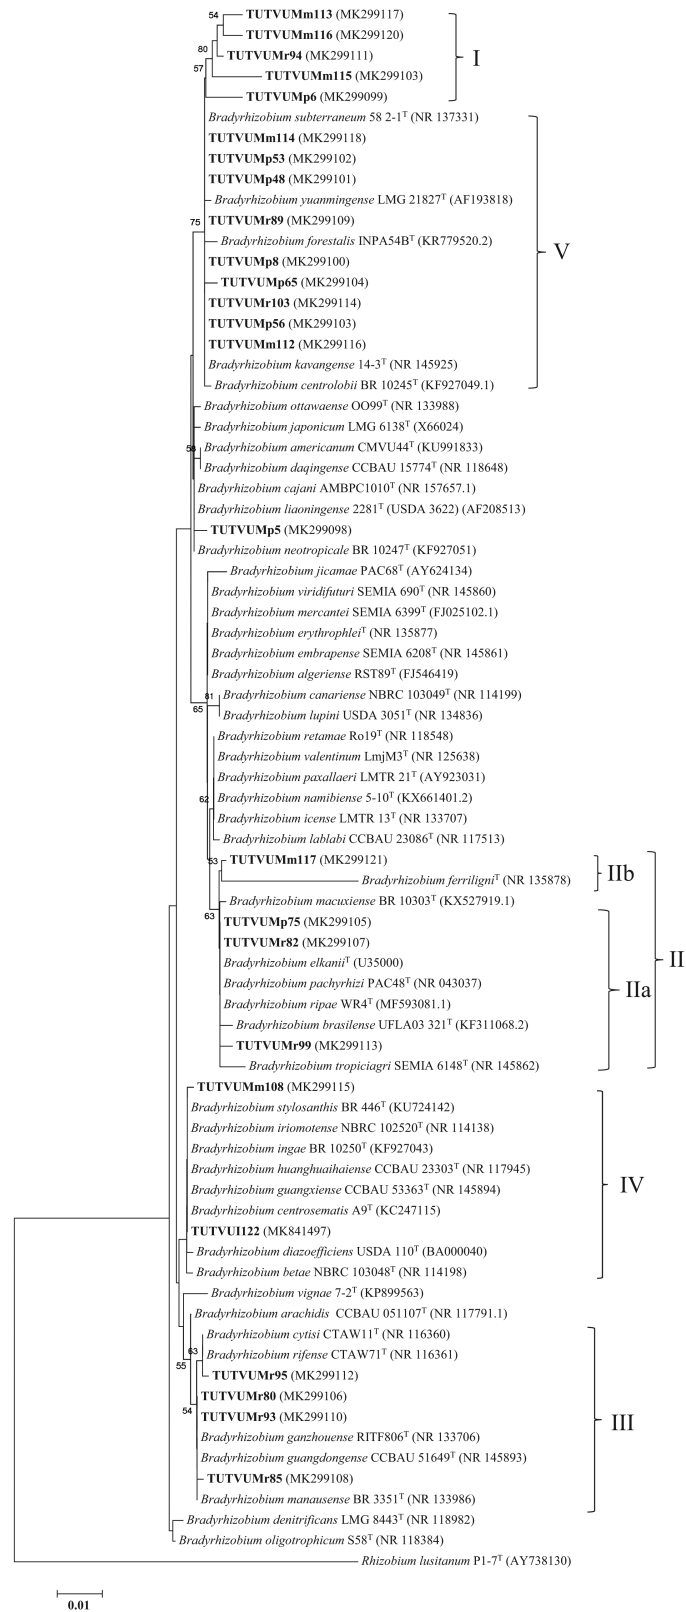 54 TUTVUMm113 (MK299117)
TUTVUMm116 (MK299120)
80 TUTVUMr94 (MK299111)
I
57 TUTVUMm115 (MK299103)
TUTVUMp6 (MK299099)
Bradyrhizobium subterraneum 58 2-1T (NR 137331)
TUTVUMm114 (MK299118)
TUTVUMp53 (MK299102)
TUTVUMp48 (MK299101)
Bradyrhizobium yuanmingense LMG 21827T (AF193818)
75 TUTVUMr89 (MK299109)
Bradyrhizobium forestalis INPA54BT (KR779520.2)
V
TUTVUMp8 (MK299100)
TUTVUMp65 (MK299104)
TUTVUMr103 (MK299114)
TUTVUMp56 (MK299103)
TUTVUMm112 (MK299116)
Bradyrhizobium kavangense 14-3T (NR 145925)
Bradyrhizobium centrolobii BR 10245T (KF927049.1)
Bradyrhizobium ottawaense OO99T (NR 133988)
Bradyrhizobium japonicum LMG 6138T (X66024)
58 Bradyrhizobium americanum CMVU44T (KU991833)
Bradyrhizobium daqingense CCBAU 15774T (NR 118648)
Bradyrhizobium cajani AMBPC1010T (NR 157657.1)
Bradyrhizobium liaoningense 2281T (USDA 3622) (AF208513)
TUTVUMp5 (MK299098)
Bradyrhizobium neotropicale BR 10247T (KF927051)
Bradyrhizobium jicamae PAC68T (AY624134)
Bradyrhizobium viridifuturi SEMIA 690T (NR 145860)
Bradyrhizobium mercantei SEMIA 6399T (FJ025102.1)
Bradyrhizobium erythrophleiT (NR 135877)
Bradyrhizobium embrapense SEMIA 6208T (NR 145861)
Bradyrhizobium algeriense RST89T (FJ546419)
81 Bradyrhizobium canariense NBRC 103049T (NR 114199)
65 Bradyrhizobium lupini USDA 3051T (NR 134836)
Bradyrhizobium retamae Ro19T (NR 118548)
Bradyrhizobium valentinum LmjM3T (NR 125638)
Bradyrhizobium paxallaeri LMTR 21T (AY923031)
62 Bradyrhizobium namibiense 5-10T (KX661401.2)
Bradyrhizobium icense LMTR 13T (NR 133707)
Bradyrhizobium lablabi CCBAU 23086T (NR 117513)
53 TUTVUMm117 (MK299121)
IIb
Bradyrhizobium ferriligniT (NR 135878)
Bradyrhizobium macuxiense BR 10303T (KX527919.1)
63 TUTVUMp75 (MK299105)
TUTVUMr82 (MK299107)
Bradyrhizobium elkaniiT (U35000)
II
Bradyrhizobium pachyrhizi PAC48T (NR 043037)
IIa
Bradyrhizobium ripae WR4T (MF593081.1)
Bradyrhizobium brasilense UFLA03 321T (KF311068.2)
TUTVUMr99 (MK299113)
Bradyrhizobium tropiciagri SEMIA 6148T (NR 145862)
TUTVUMm108 (MK299115)
Bradyrhizobium stylosanthis BR 446T (KU724142)
Bradyrhizobium iriomotense NBRC 102520T (NR 114138)
Bradyrhizobium ingae BR 10250T (KF927043)
Bradyrhizobium huanghuaihaiense CCBAU 23303T (NR 117945)
IV
Bradyrhizobium guangxiense CCBAU 53363T (NR 145894)
Bradyrhizobium centrosematis A9T (KC247115)
TUTVUI122 (MK841497)
Bradyrhizobium diazoefficiens USDA 110T (BA000040)
Bradyrhizobium betae NBRC 103048T (NR 114198)
Bradyrhizobium vignae 7-2T (KP899563)
Bradyrhizobium arachidis CCBAU 051107T (NR 117791.1)
Bradyrhizobium cytisi CTAW11T (NR 116360)
63 Bradyrhizobium rifense CTAW71T (NR 116361)
55 TUTVUMr95 (MK299112)
TUTVUMr80 (MK299106)
54 TUTVUMr93 (MK299110)
III
Bradyrhizobium ganzhouense RITF806T (NR 133706)
Bradyrhizobium guangdongense CCBAU 51649T (NR 145893)
TUTVUMr85 (MK299108)
Bradyrhizobium manausense BR 3351T (NR 133986)
Bradyrhizobium denitrificans LMG 8443T (NR 118982)
Bradyrhizobium oligotrophicum S58T (NR 118384)
Rhizobium lusitanum P1-7T (AY738130)
0.01